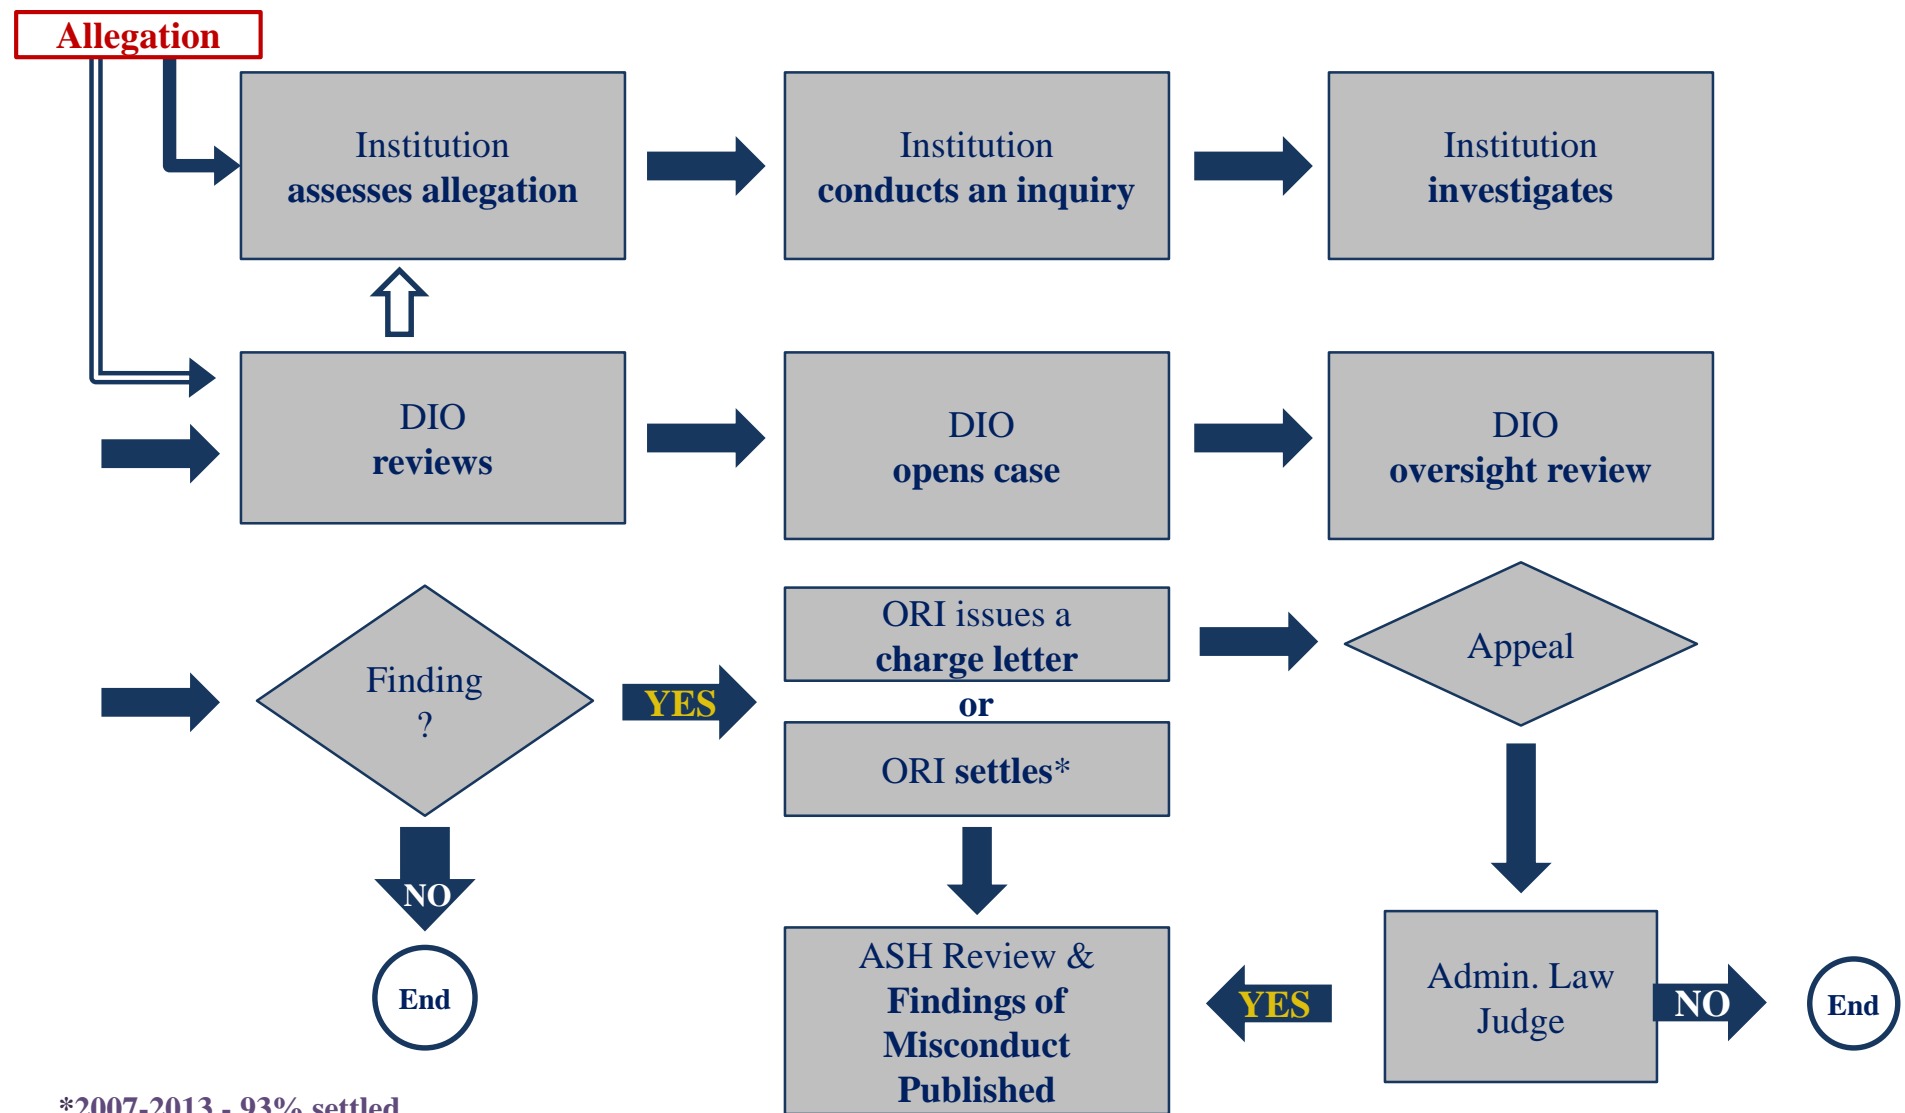 Allegation
Institution
assesses allegation
Institution
conducts an inquiry
Institution
investigates
DIO
reviews
DIO
opens case
DIO
oversight review
Finding
?
YES
ORI issues a
charge letter
or
ORI settles*
Appeal
NO
End
ASH Review &
Findings of
Misconduct
Published
YES
Admin. Law
Judge
NO
End
*2007-2013 - 93% settled